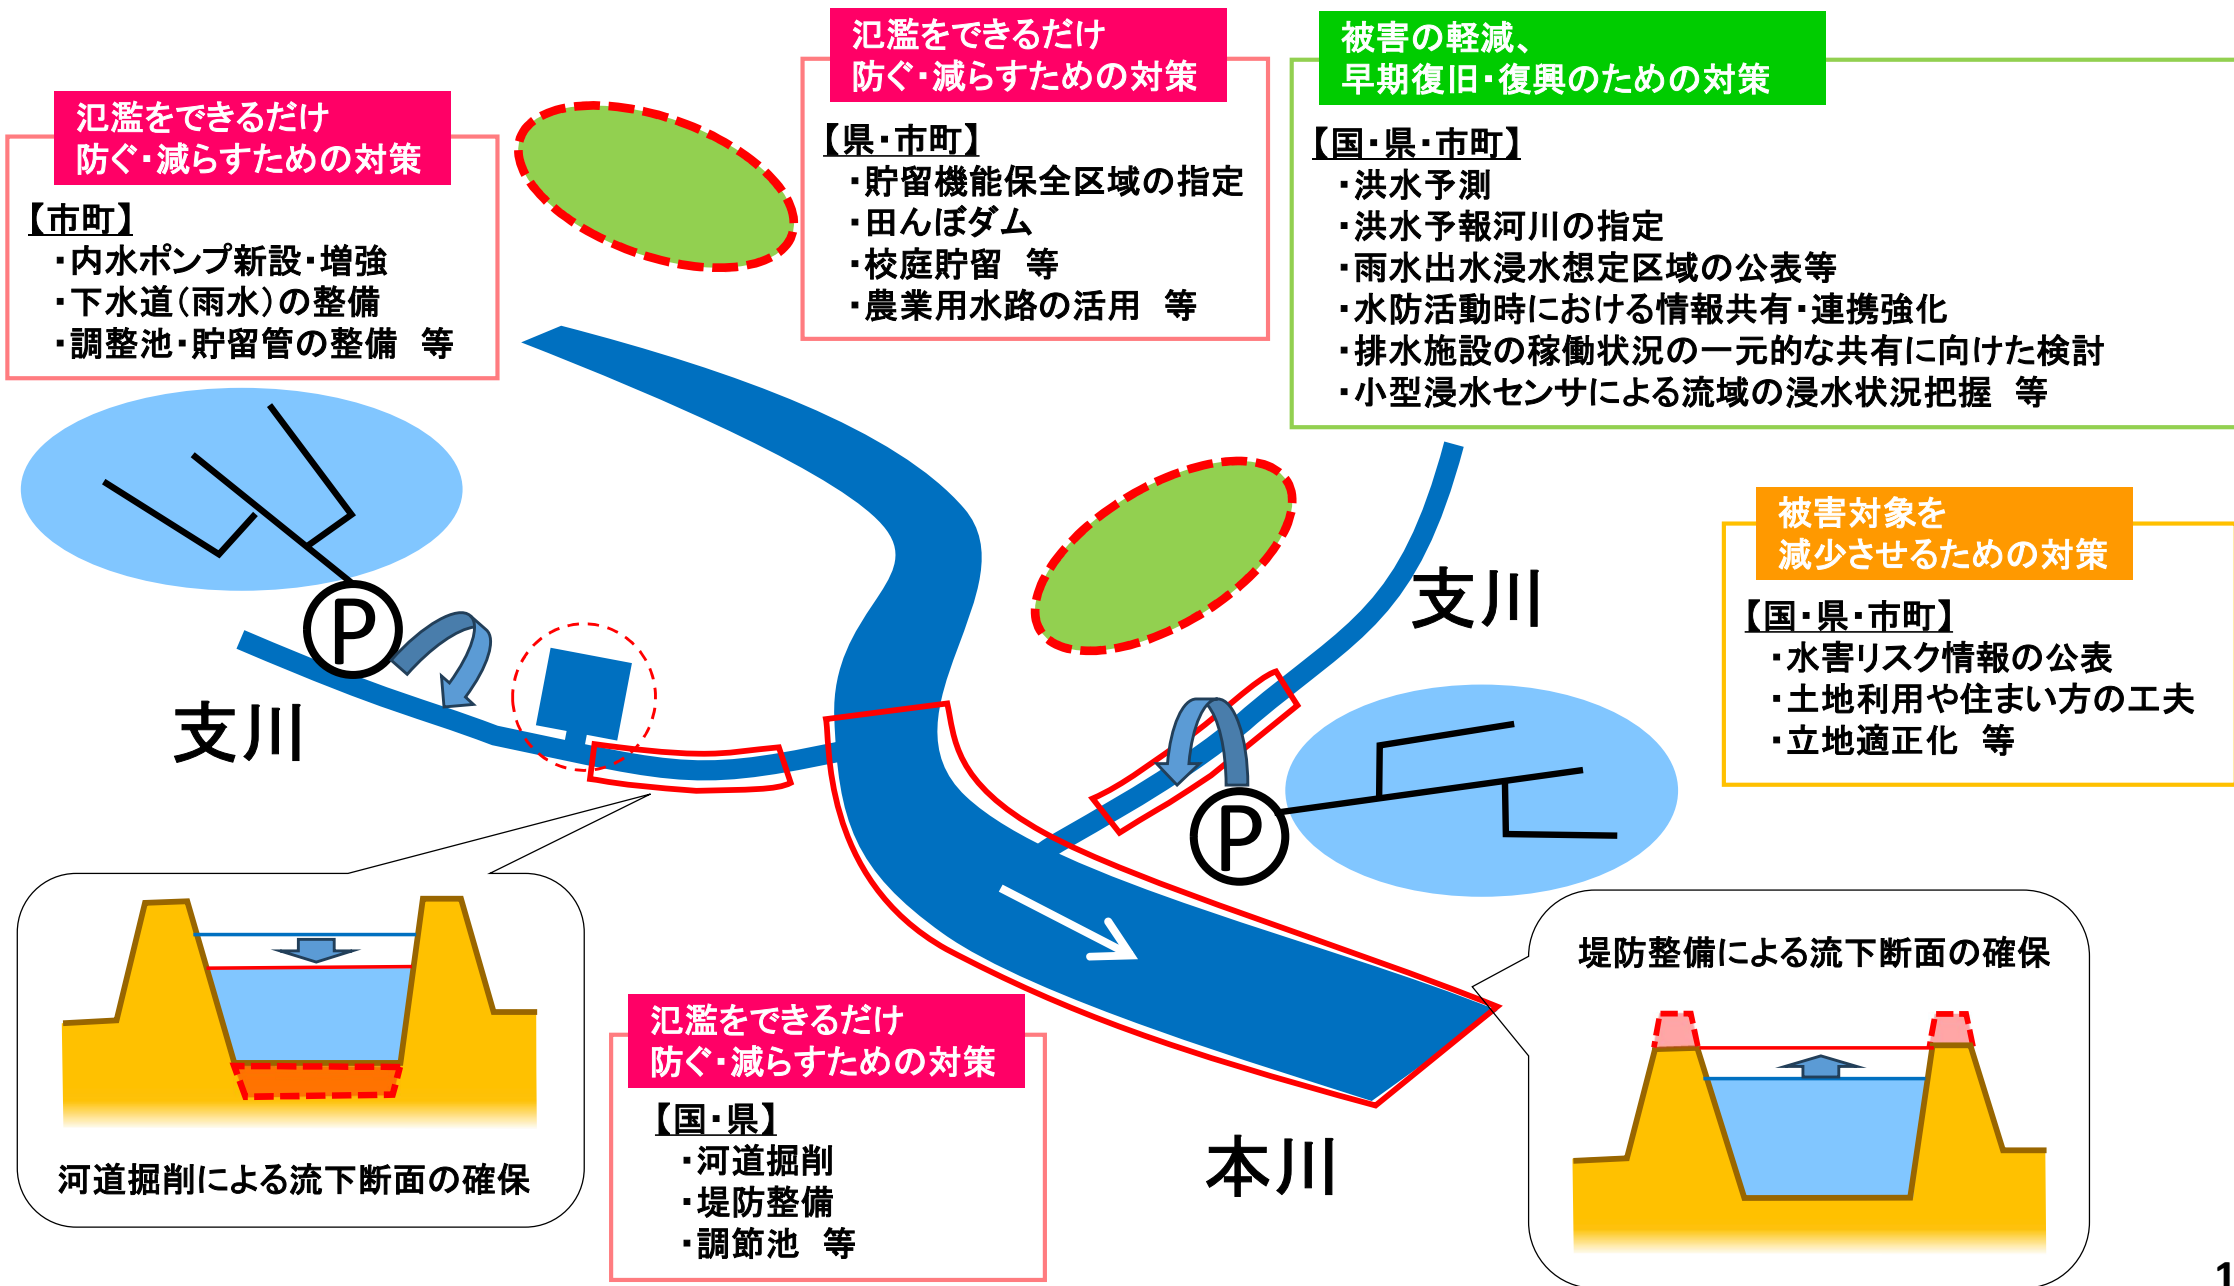 氾濫をできるだけ
防ぐ・減らすための対策
【市町】
・内水ポンプ新設・増強
・下水道（雨水）の整備
・調整池・貯留管の整備　等
氾濫をできるだけ
防ぐ・減らすための対策
【県・市町】
・貯留機能保全区域の指定
・田んぼダム
・校庭貯留　等
・農業用水路の活用　等
被害の軽減、
早期復旧・復興のための対策
【国・県・市町】
・洪水予測
・洪水予報河川の指定
・雨水出水浸水想定区域の公表等
・水防活動時における情報共有・連携強化
・排水施設の稼働状況の一元的な共有に向けた検討
・小型浸水センサによる流域の浸水状況把握　等
被害対象を
減少させるための対策
【国・県・市町】
・水害リスク情報の公表
・土地利用や住まい方の工夫
・立地適正化　等
支川
P
支川
P
河道掘削による流下断面の確保
氾濫をできるだけ
防ぐ・減らすための対策
【国・県】
・河道掘削
・堤防整備
・調節池　等
本川
堤防整備による流下断面の確保
1